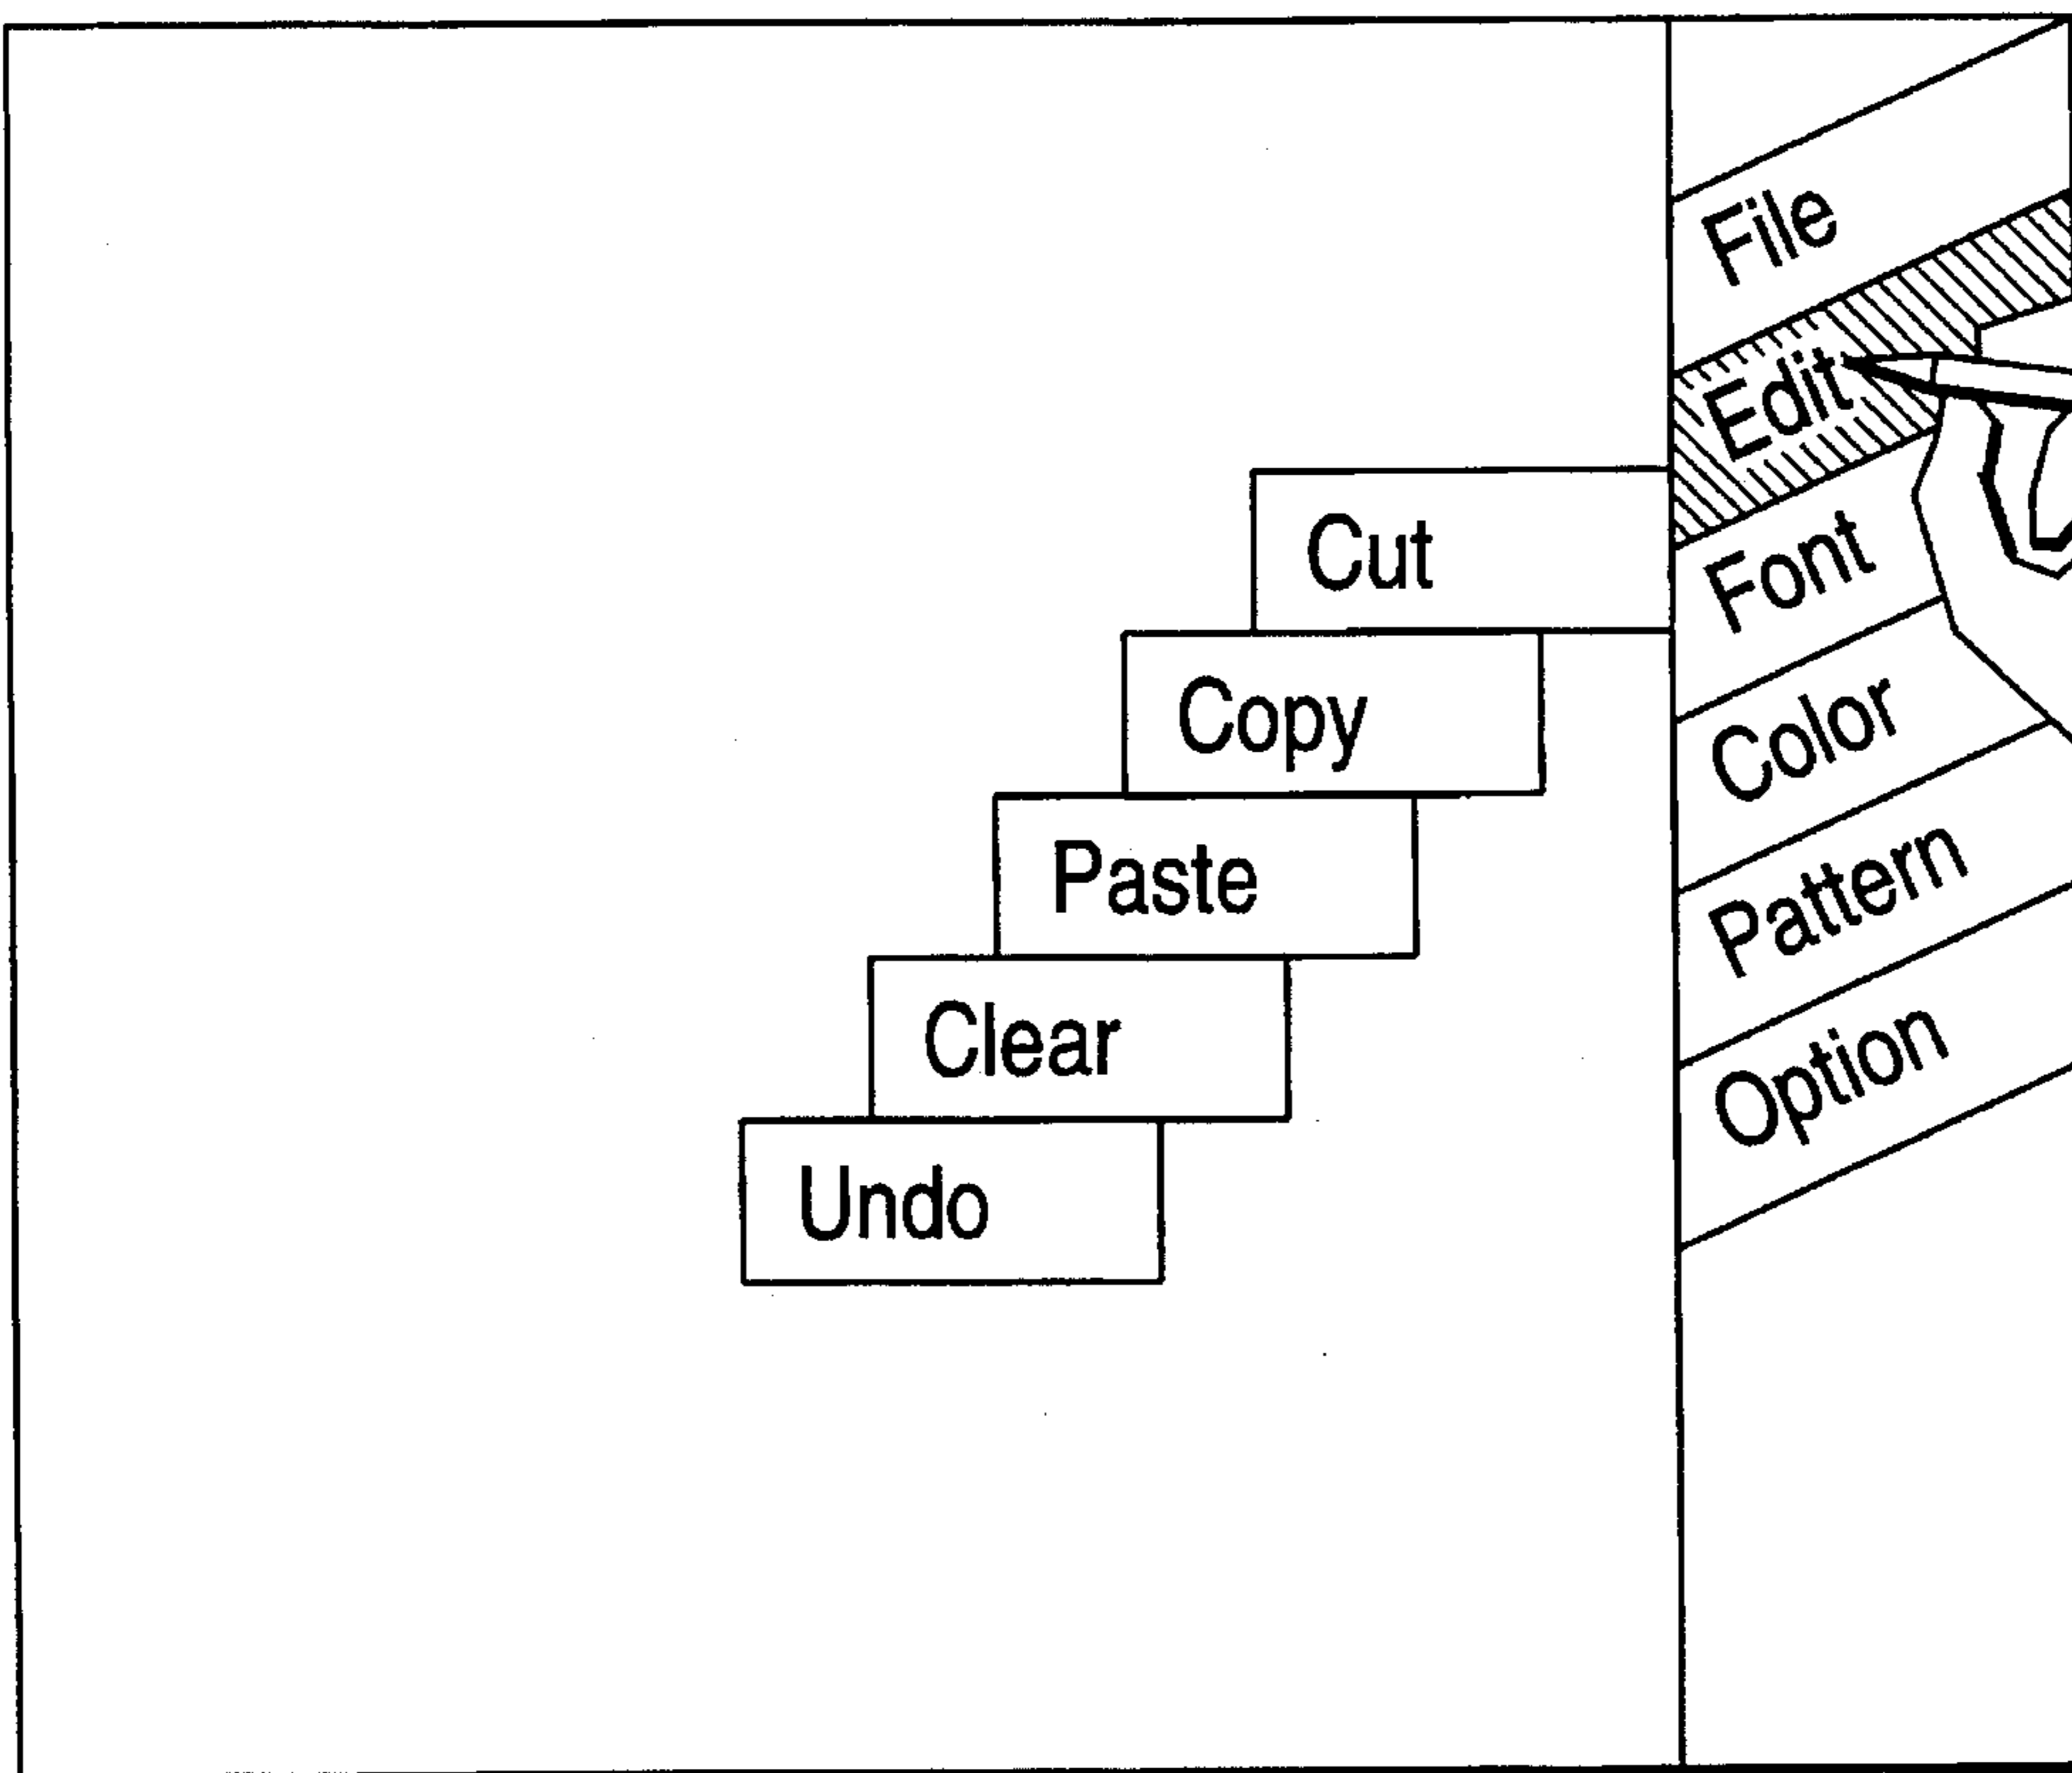 File
Edit
Font
Color
Pattern
Option
Cut
Copy
Paste
Clear
Undo